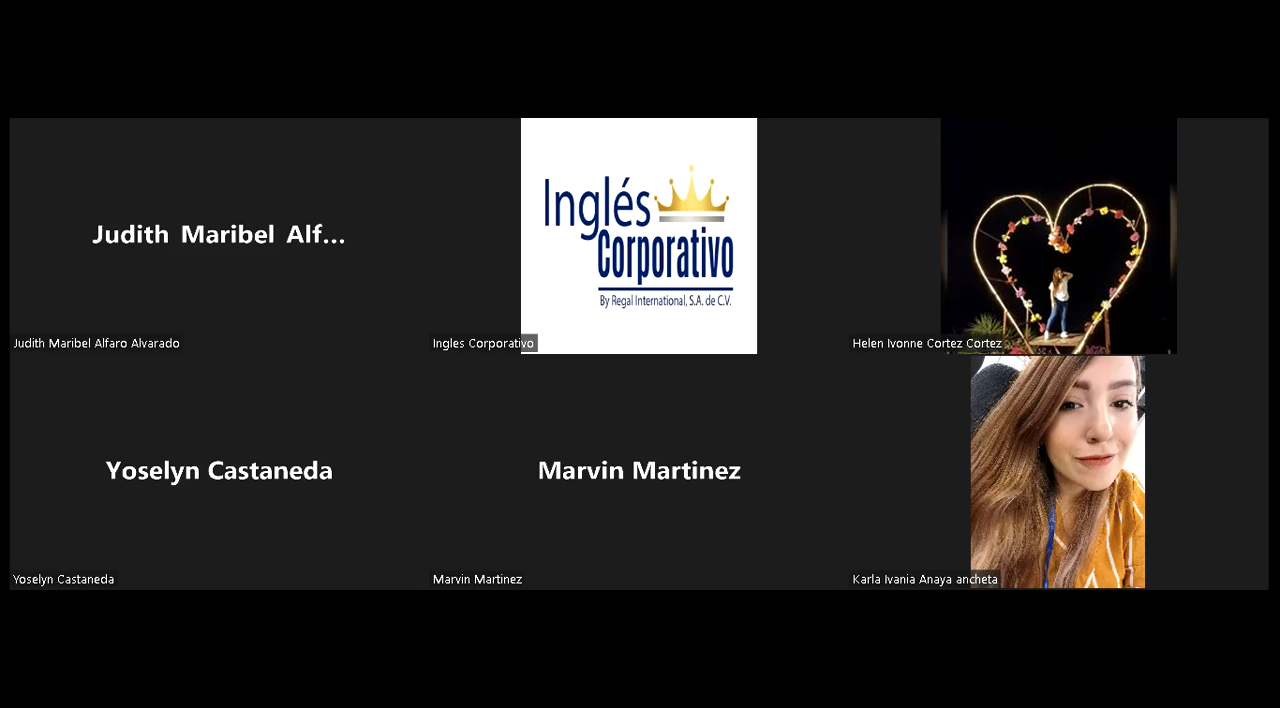 Judith Maribel Alf...
Judith Maribel Alfaro Alvarado
Inglés
Corporativo
By Regal International, S.A. de C.V.
Ingles Corporativo
Helen Ivonne Cortez Cortez
Yoselyn Castaneda
Yoselyn Castaneda
Marvin Martinez
Marvin Martinez
Karla Ivania Anaya ancheta